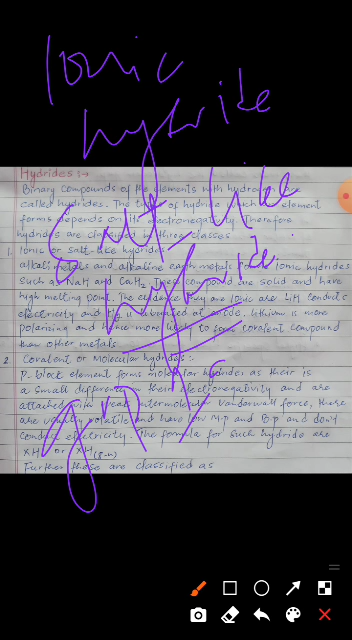 Ionic
hydride
Salt-like
Hydrides :-
Binary compounds of the elements with hydrogen are
called hydrides. The type of hydride which element
forms depends on its electronegativity. Therefore
hydrides are classified in three classes
1. Ionic or salt-like hydrides
alkali metals and alkaline earth metals form ionic hydrides
such as NaH and CaH2. These compound are solid and have
high melting point. The evidence they are ionic are LiH conducts
electricity and H2 is liberated at anode. Lithium is more
polarizing and hence more likely to form covalent compound
than other metals.
2 Covalent or Molecular hydrides :-
P-block element forms molecular hydrides as their is
a small difference in their electronegativity and are
attached with weak intermolecular Vanderwall force, these
are usually volatile and have low M.P and B.p and don't
conduct electricity. The formula for such hydride are
XHn or XH(8-n)
Further these are classified as